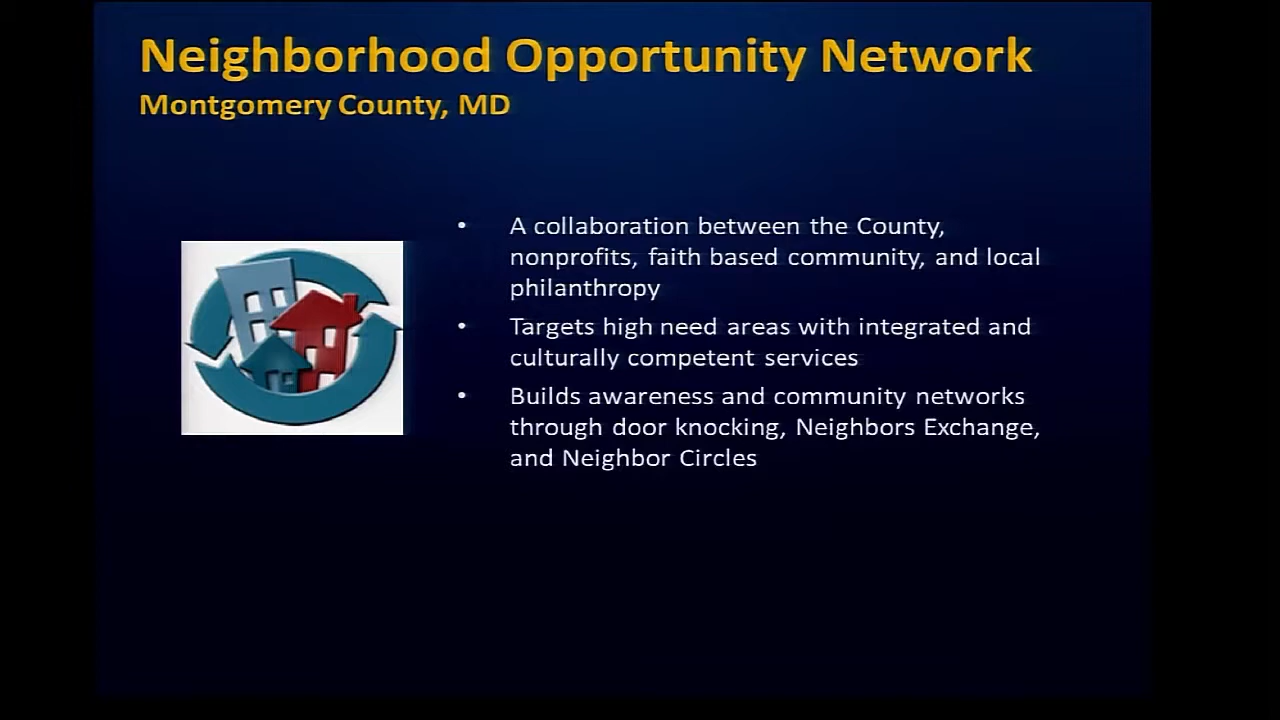 Neighborhood Opportunity Network
Montgomery County, MD
• A collaboration between the County,
nonprofits, faith based community, and local
philanthropy
• Targets high need areas with integrated and
culturally competent services
• Builds awareness and community networks
through door knocking, Neighbors Exchange,
and Neighbor Circles